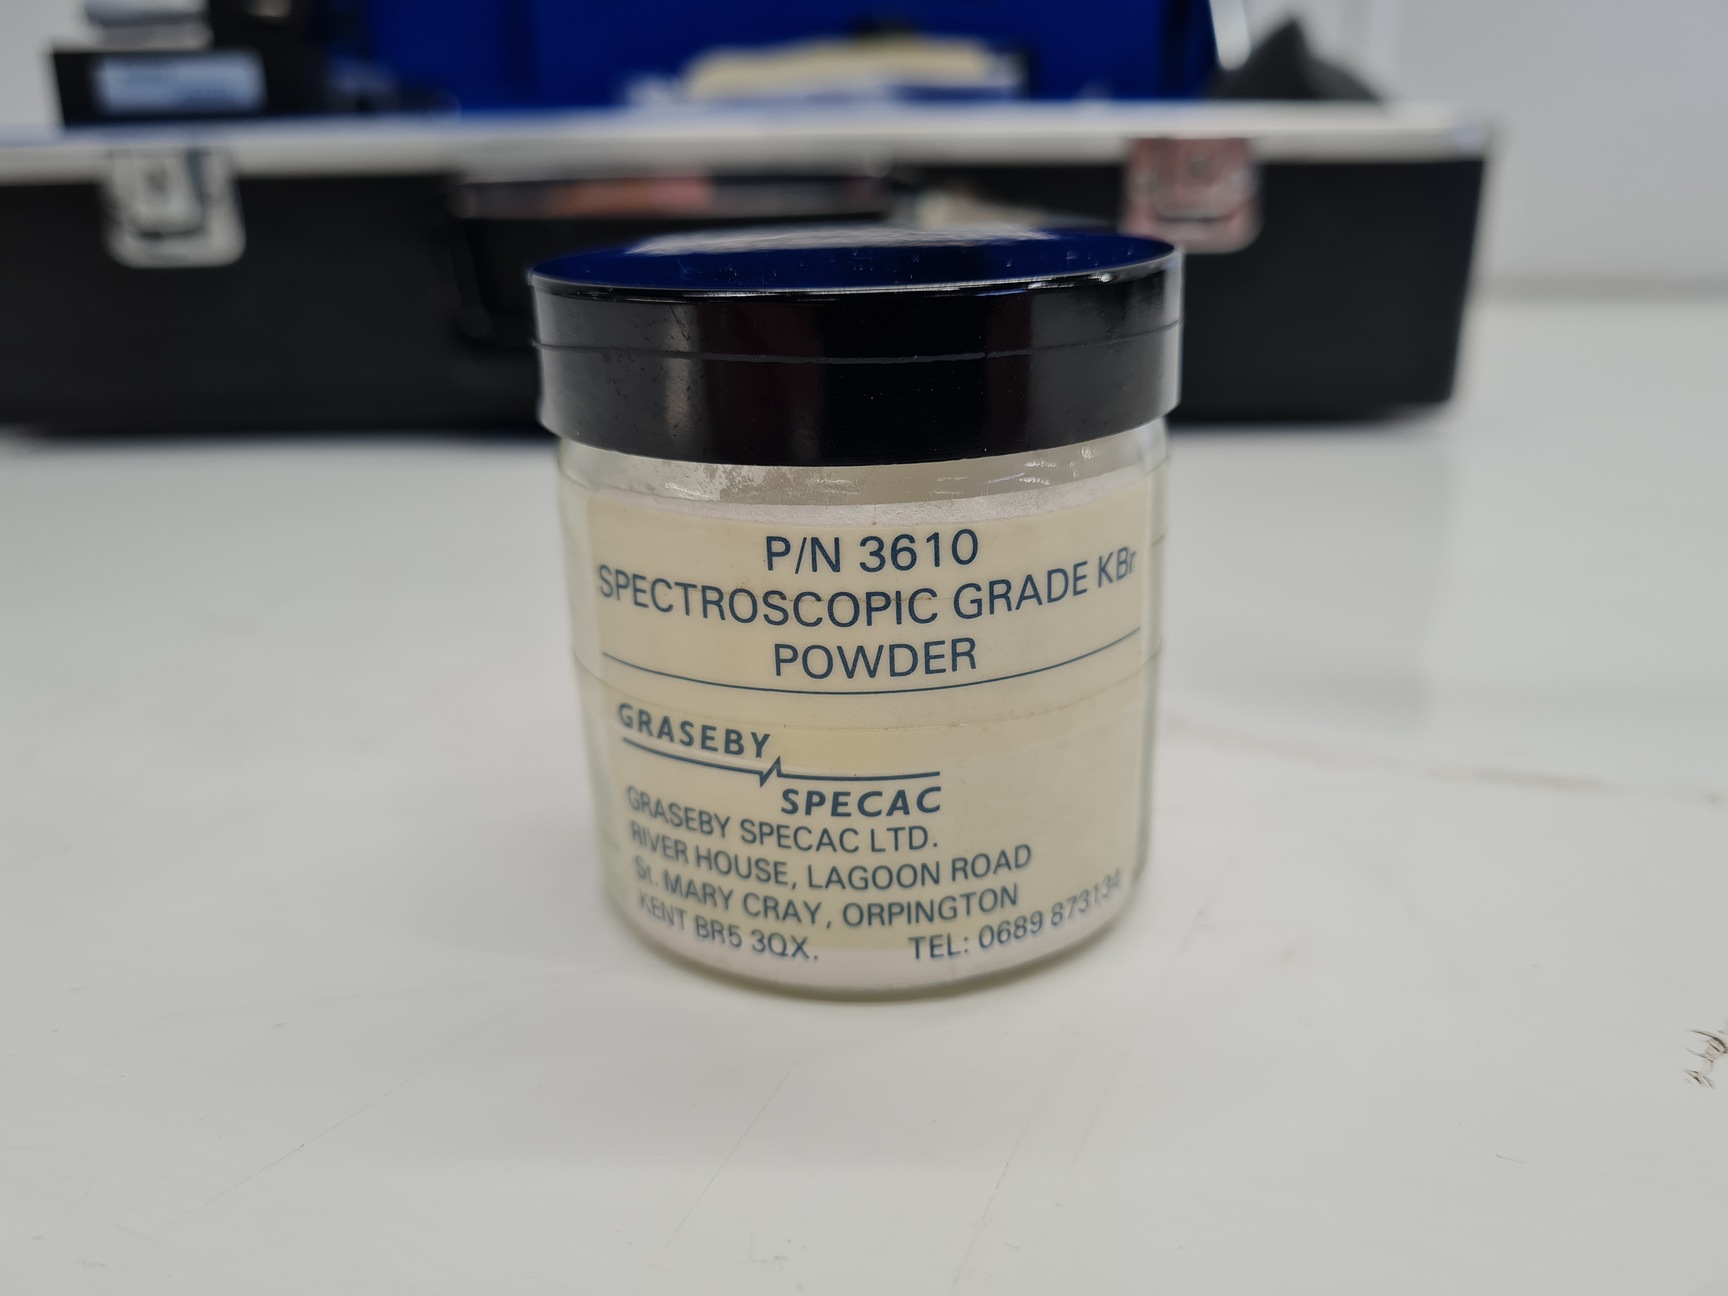 P/N 3610
SPECTROSCOPIC GRADE KBr
POWDER
GRASEBY
SPECAC
GRASEBY SPECAC LTD.
RIVER HOUSE, LAGOON ROAD
St. MARY CRAY, ORPINGTON
KENT BR5 3QX. TEL: 0689 873134